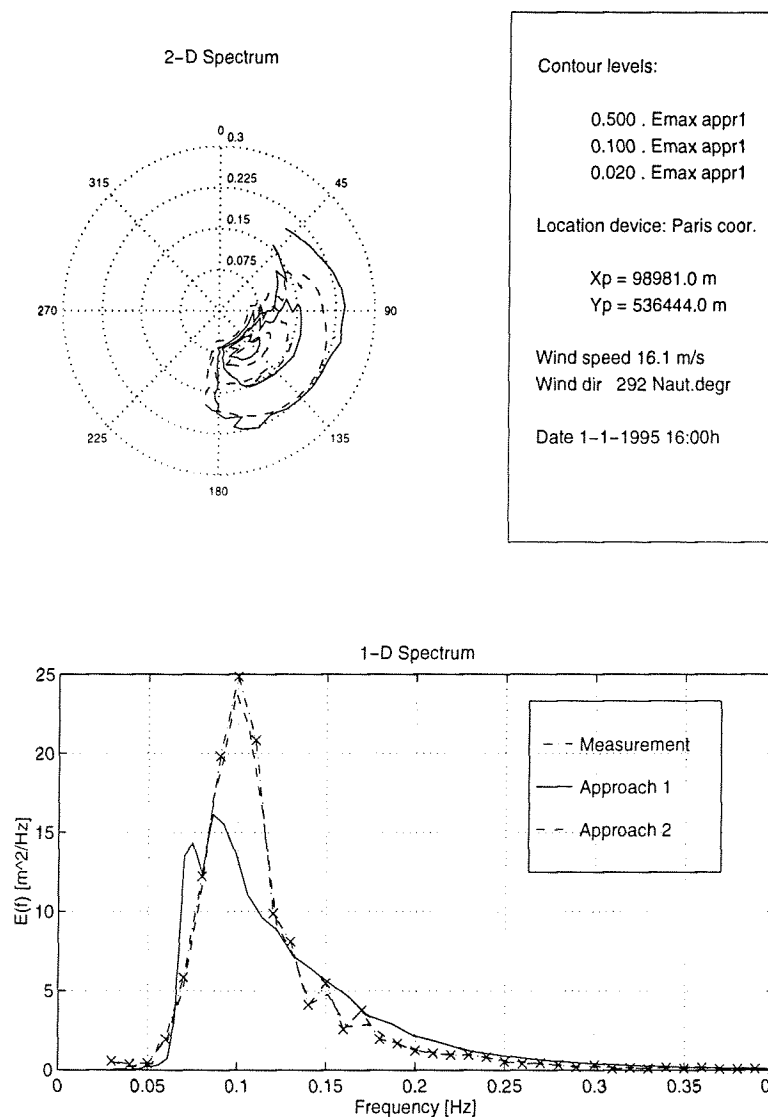 2-D Spectrum
0
0.3
0.225
0.15
0.075
45
90
135
180
225
270
315
Contour levels:
0.500 . Emax appr1
0.100 . Emax appr1
0.020 . Emax appr1
Location device: Paris coor.
Xp = 98981.0 m
Yp = 536444.0 m
Wind speed 16.1 m/s
Wind dir 292 Naut.degr
Date 1-1-1995 16:00h
1-D Spectrum
25
20
15
10
5
0
E(f) [m^2/Hz]
Measurement
Approach 1
Approach 2
0 0.05 0.1 0.15 0.2 0.25 0.3 0.35 0
Frequency [Hz]